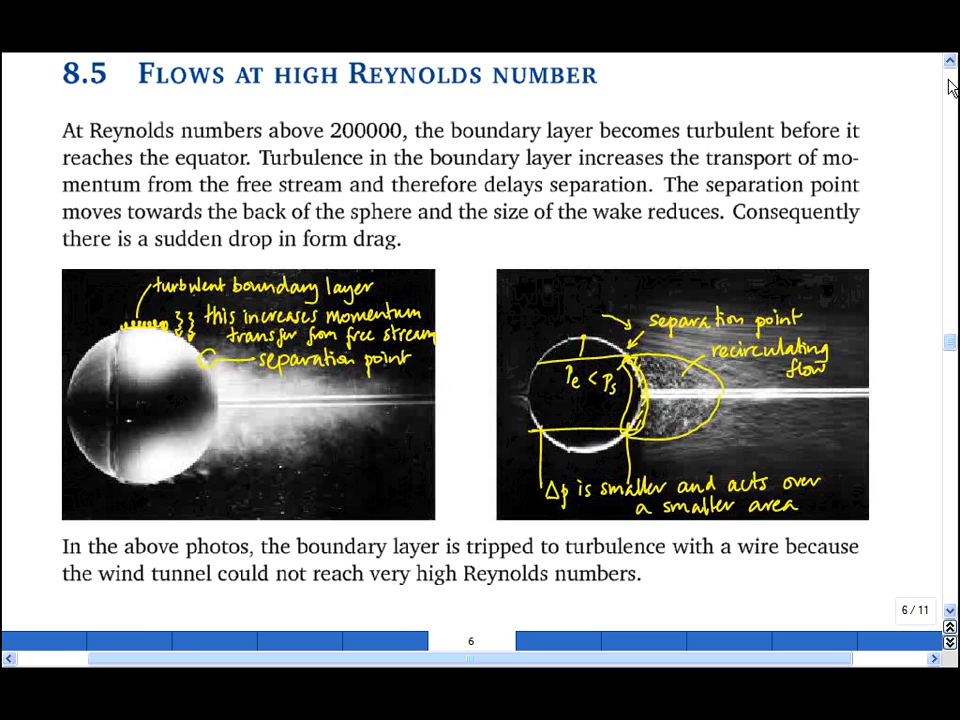 8.5 FLOWS AT HIGH REYNOLDS NUMBER
At Reynolds numbers above 200000, the boundary layer becomes turbulent before it
reaches the equator. Turbulence in the boundary layer increases the transport of mo-
mentum from the free stream and therefore delays separation. The separation point
moves towards the back of the sphere and the size of the wake reduces. Consequently
there is a sudden drop in form drag.
turbulent boundary layer
this increases momentum
transfer from free stream
separation point
separation point
recirculating
flow
Pe < Ps
Δp is smaller and acts over
a smaller area
In the above photos, the boundary layer is tripped to turbulence with a wire because
the wind tunnel could not reach very high Reynolds numbers.
6 / 11
6